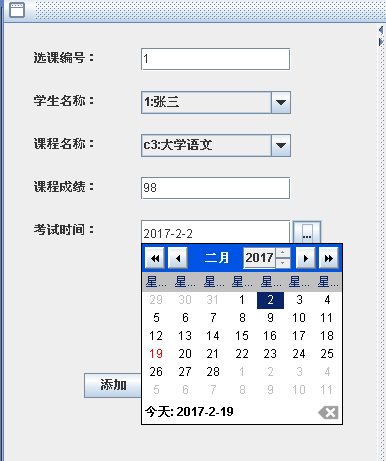 选课编号：
1
学生名称：
1:张三
课程名称：
c3:大学语文
课程成绩：
98
考试时间：
2017-2-2
...
二月
2017
星... 星... 星... 星... 星... 星... 星...
29 30 31 1 2 3 4
5 6 7 8 9 10 11
12 13 14 15 16 17 18
19 20 21 22 23 24 25
26 27 28 1 2 3 4
5 6 7 8 9 10 11
添加
今天: 2017-2-19